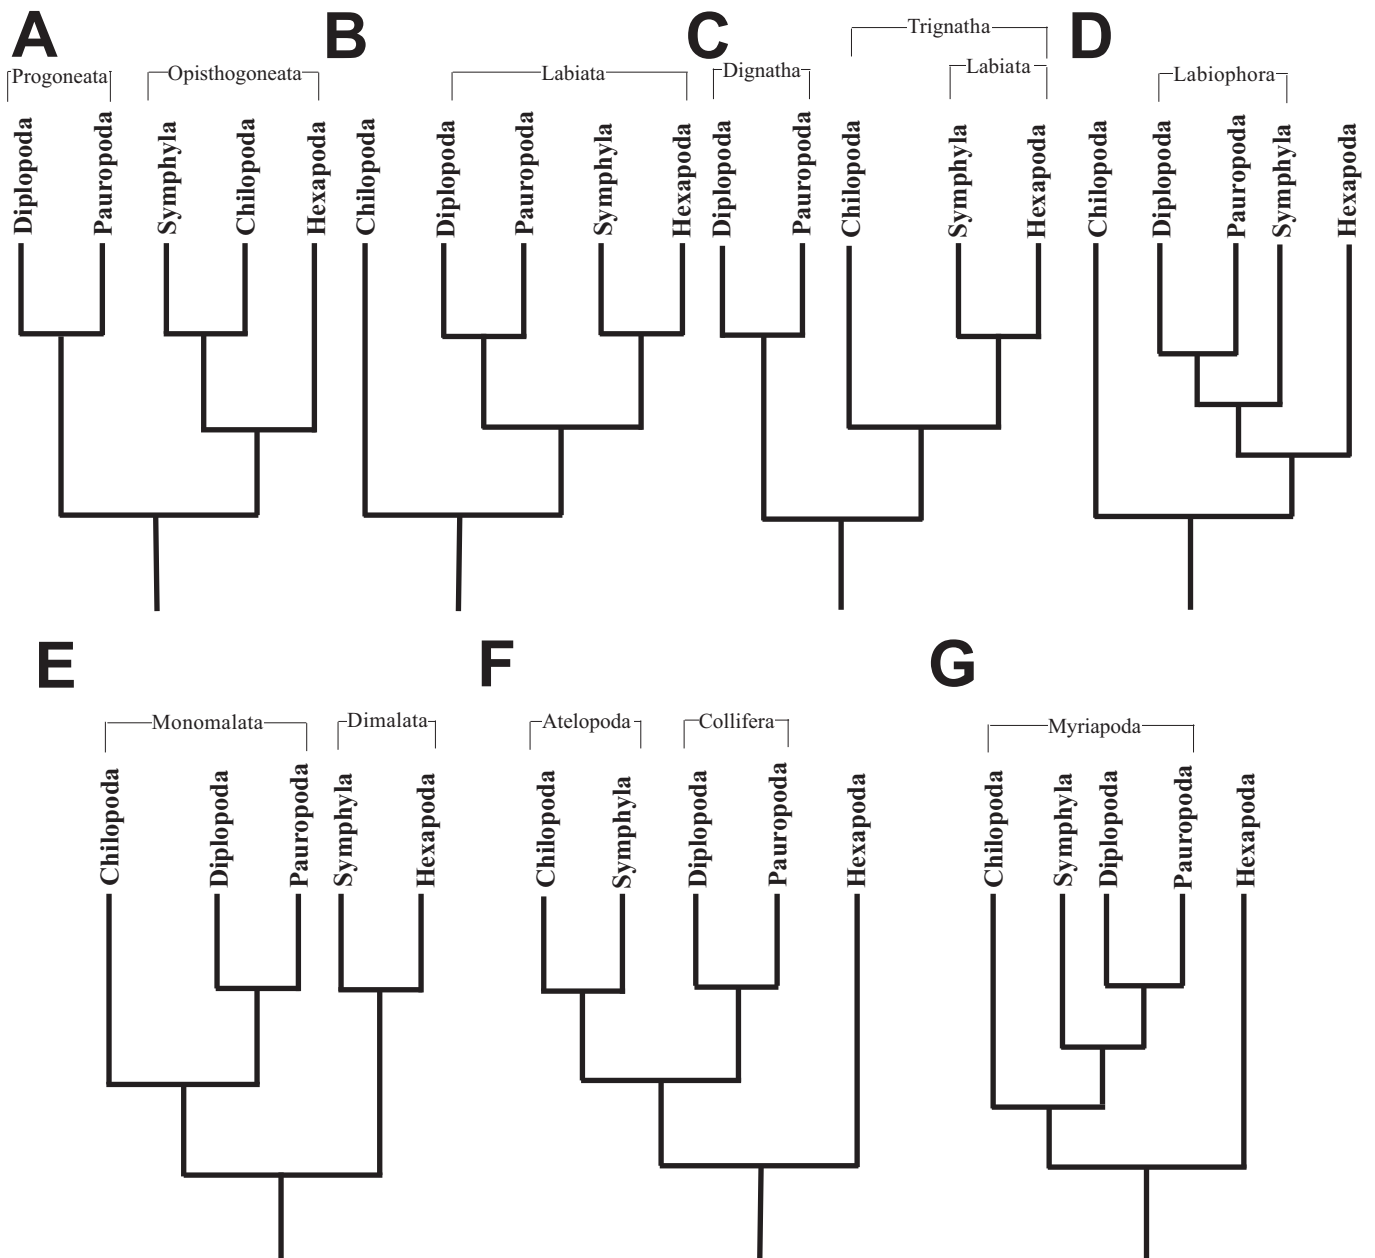 A
Progoneata
Opisthogoneata
Diplopoda
Pauropoda
Symphyla
Chilopoda
Hexapoda
B
Labiata
Chilopoda
Diplopoda
Pauropoda
Symphyla
Hexapoda
C
Trignatha
Dignatha
Labiata
Diplopoda
Pauropoda
Chilopoda
Symphyla
Hexapoda
D
Labiophora
Chilopoda
Diplopoda
Pauropoda
Symphyla
Hexapoda
E
Monomalata
Dimalata
Chilopoda
Diplopoda
Pauropoda
Symphyla
Hexapoda
F
Atelopoda
Collifera
Chilopoda
Symphyla
Diplopoda
Pauropoda
Hexapoda
G
Myriapoda
Chilopoda
Symphyla
Diplopoda
Pauropoda
Hexapoda